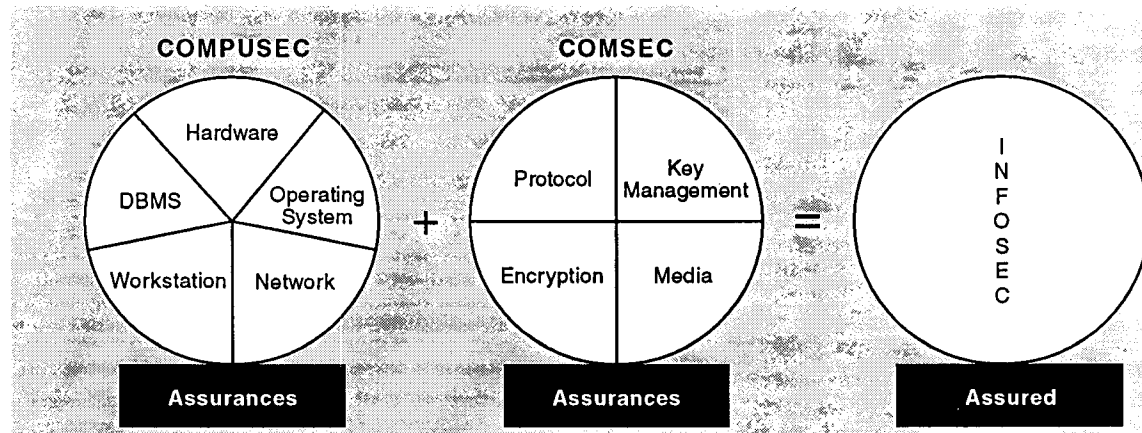 COMPUSEC
Hardware
DBMS
Operating
System
Workstation
Network
Assurances
+
COMSEC
Protocol
Key
Management
Encryption
Media
Assurances
=
I
N
F
O
S
E
C
Assured